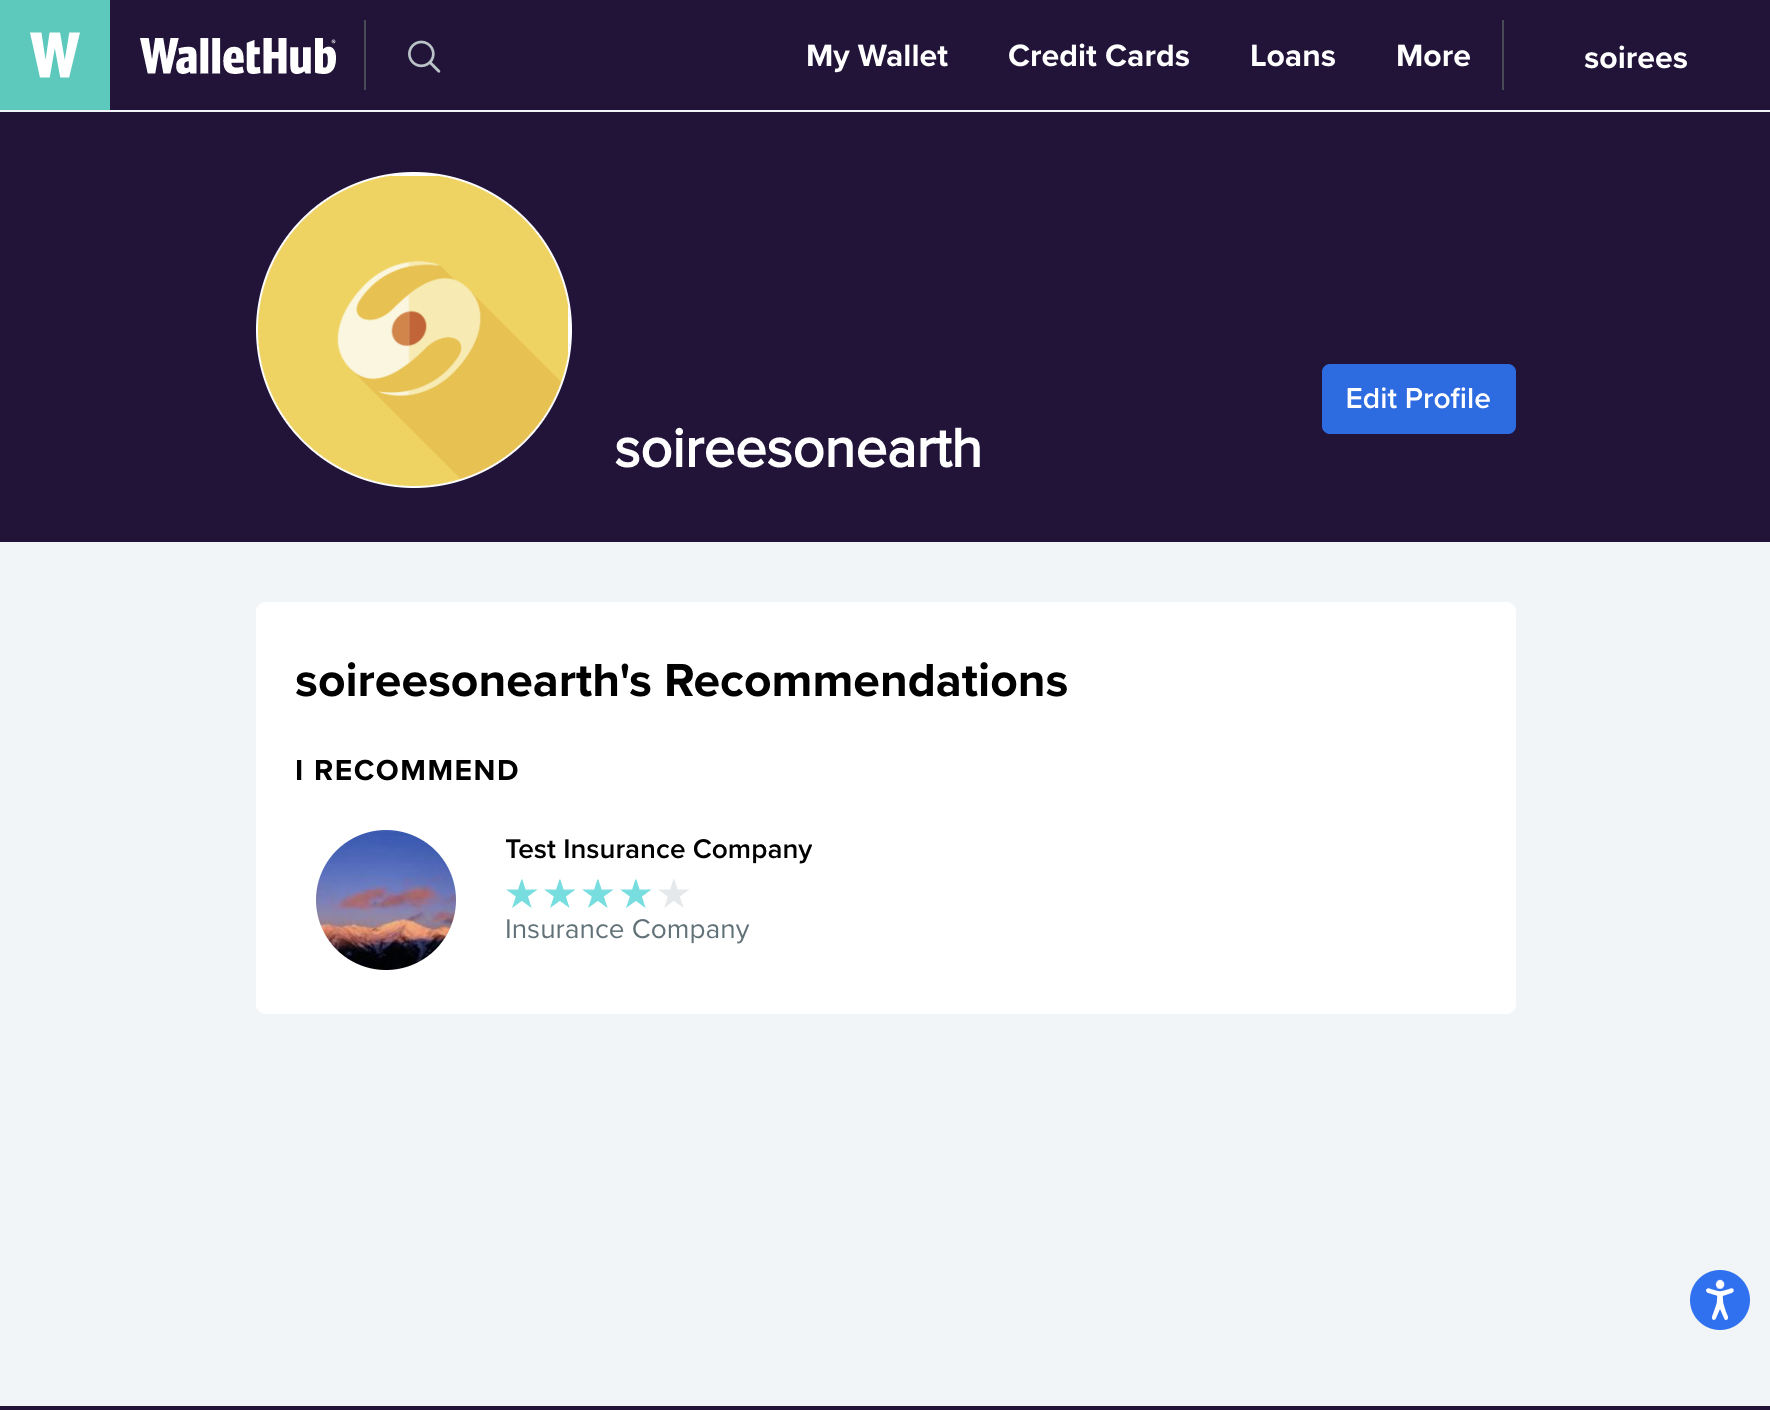 W WalletHub My Wallet Credit Cards Loans More soirees
soireesonearth
Edit Profile
soireesonearth's Recommendations
I RECOMMEND
Test Insurance Company
Insurance Company